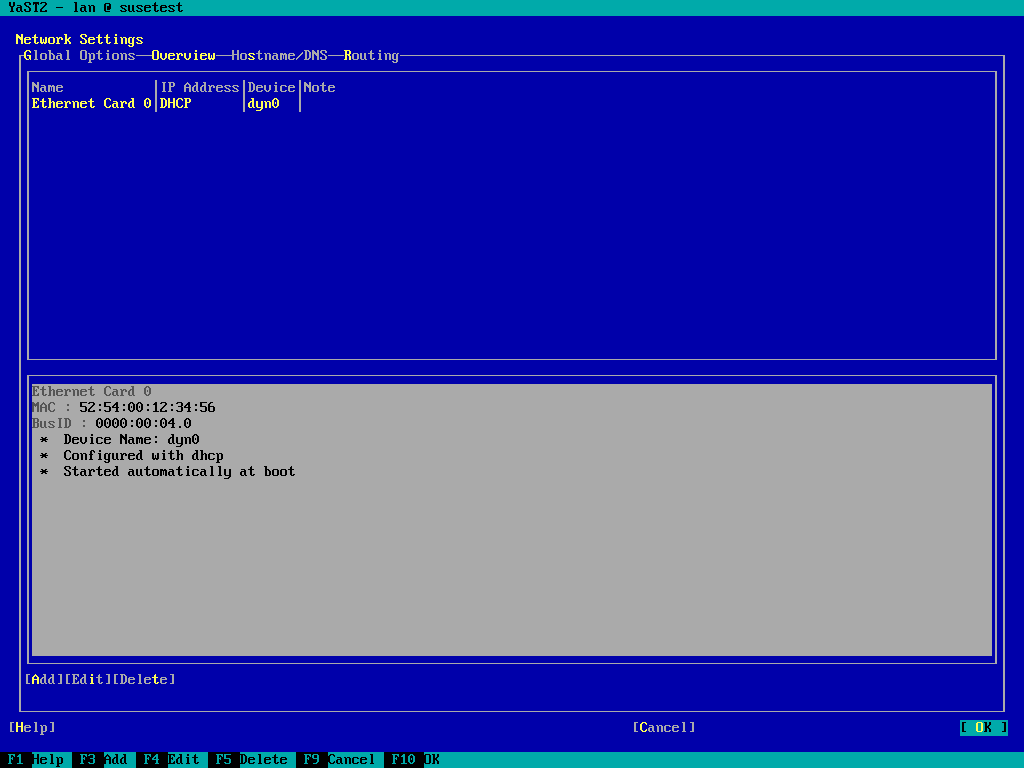 YaST2 - lan @ susetest
Network Settings
Global Options Overview Hostname/DNS Routing
Name IP Address Device Note
Ethernet Card 0 DHCP dyn0
Ethernet Card 0
MAC : 52:54:00:12:34:56
BusID : 0000:00:04.0
* Device Name: dyn0
* Configured with dhcp
* Started automatically at boot
[Add][Edit][Delete]
[Help] [Cancel] [ OK ]
F1 Help F3 Add F4 Edit F5 Delete F9 Cancel F10 OK